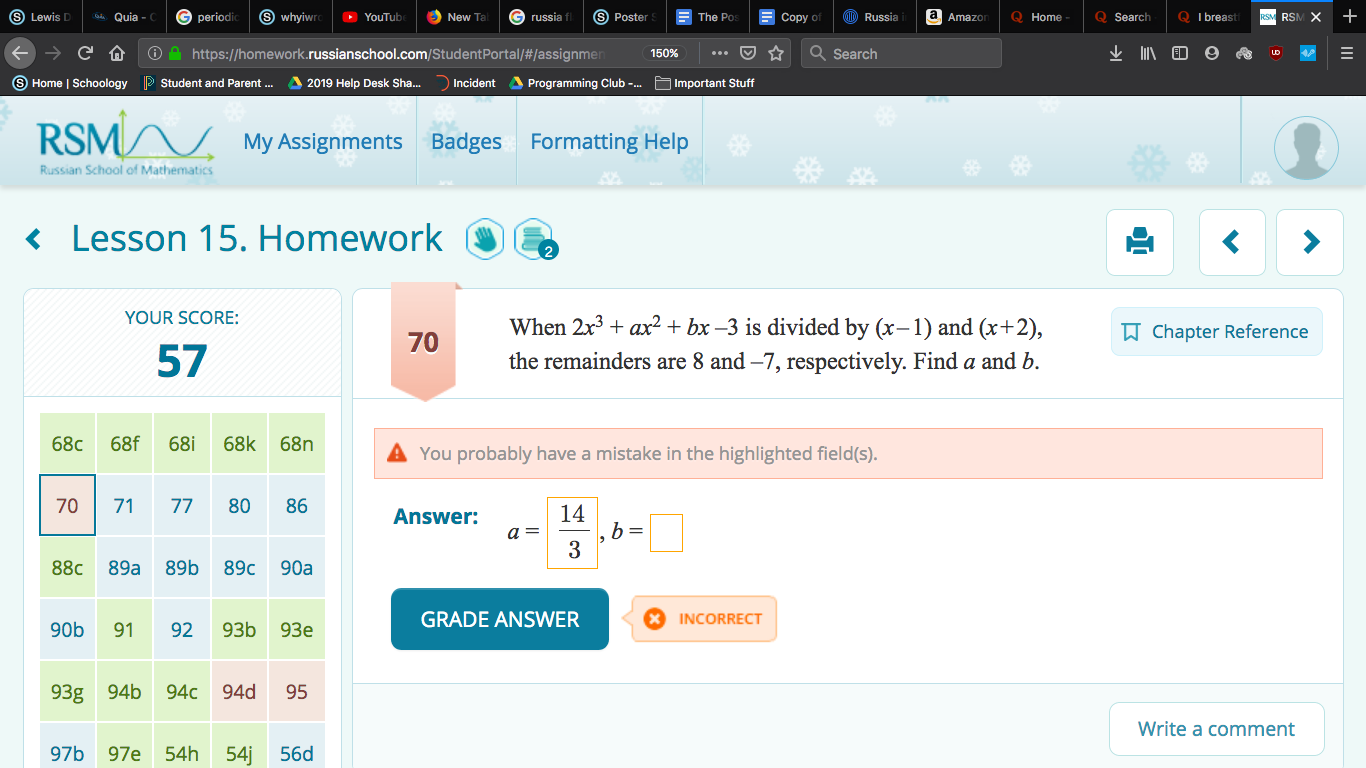 Lewis D
Quia - C
periodic
whyiwro
YouTube
New Ta
russia fl
Poster S
The Pos
Copy of
Russia i
Amazon
Home -
Search
I breast
RSM
https://homework.russianschool.com/StudentPortal/#/assignmen
150%
Search
Home | Schoology
Student and Parent ...
2019 Help Desk Sha...
Incident
Programming Club -...
Important Stuff
RSM
Russian School of Mathematics
My Assignments
Badges
Formatting Help
Lesson 15. Homework
2
YOUR SCORE:
57
68c 68f 68i 68k 68n
70 71 77 80 86
88c 89a 89b 89c 90a
90b 91 92 93b 93e
93g 94b 94c 94d 95
97b 97e 54h 54j 56d
70
When 2x³ + ax² + bx –3 is divided by (x–1) and (x+2),
the remainders are 8 and –7, respectively. Find a and b.
Chapter Reference
You probably have a mistake in the highlighted field(s).
Answer: a = 14/3, b =
GRADE ANSWER
INCORRECT
Write a comment